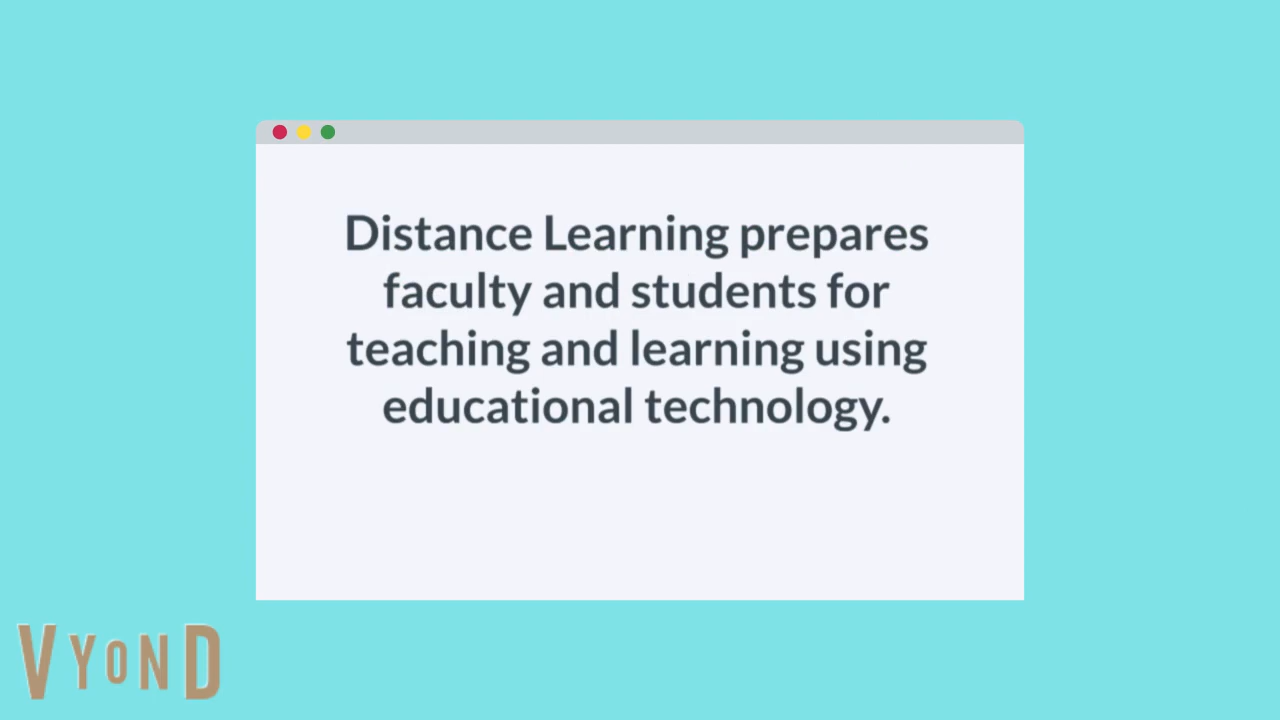 Distance Learning prepares
faculty and students for
teaching and learning using
educational technology.
VYOND